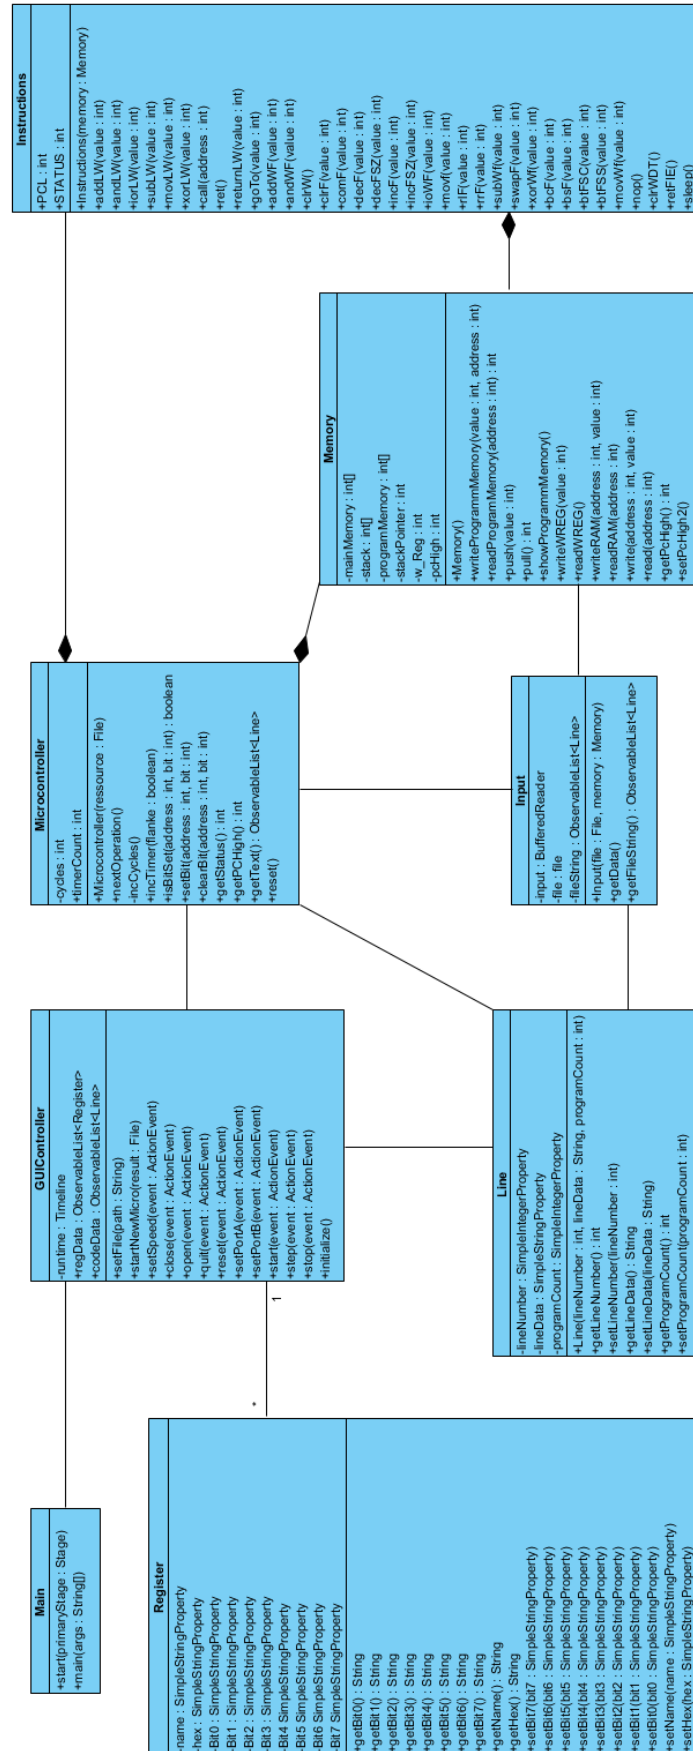 Main
+start(primaryStage : Stage)
+main(args : String[])
GUIController
-runtime : Timeline
+regData : ObservableList<Register>
+codeData : ObservableList<Line>
+setFile(path : String)
+startNewMicro(result : File)
+setSpeed(event : ActionEvent)
+close(event : ActionEvent)
+open(event : ActionEvent)
+quit(event : ActionEvent)
+reset(event : ActionEvent)
+setPortA(event : ActionEvent)
+setPortB(event : ActionEvent)
+start(event : ActionEvent)
+step(event : ActionEvent)
+stop(event : ActionEvent)
+initialize()
Microcontroller
-cycles : int
+timerCount : int
+Microcontroller(ressource : File)
+nextOperation()
-incCycles()
+incTimer(flanke : boolean)
+isBitSet(address : int, bit : int) : boolean
+setBit(address : int, bit : int)
+clearBit(address : int, bit : int)
+getStatus() : int
+getPCHigh() : int
+getText() : ObservableList<Line>
+reset()
Instructions
+PCL : int
+STATUS : int
+Instructions(memory : Memory)
+addLW(value : int)
+andLW(value : int)
+iorLW(value : int)
+subLW(value : int)
+movLW(value : int)
+xorLW(value : int)
+call(address : int)
+ret()
+returnLW(value : int)
+goTo(value : int)
+addWF(value : int)
+andWF(value : int)
+clrW()
+clrF(value : int)
+comF(value : int)
+decF(value : int)
+decFSZ(value : int)
+incF(value : int)
+incFSZ(value : int)
+ioWF(value : int)
+movf(value : int)
+rlF(value : int)
+rrF(value : int)
+subWf(value : int)
+swapF(value : int)
+xorWf(value : int)
+bcF(value : int)
+bsF(value : int)
+btFSC(value : int)
+btFSS(value : int)
+movWf(value : int)
+nop()
+clrWDT()
+retFIE()
+sleep()
1
*
Register
-name : SimpleStringProperty
-hex : SimpleStringProperty
-Bit0 : SimpleStringProperty
-Bit1 : SimpleStringProperty
-Bit2 : SimpleStringProperty
-Bit3 : SimpleStringProperty
-Bit4 SimpleStringProperty
-Bit5 SimpleStringProperty
-Bit6 SimpleStringProperty
-Bit7 SimpleStringProperty
+getBit0() : String
+getBit1() : String
+getBit2() : String
+getBit3() : String
+getBit4() : String
+getBit5() : String
+getBit6() : String
+getBit7() : String
+getName() : String
+getHex() : String
+setBit7(bit7 : SimpleStringProperty)
+setBit6(bit6 : SimpleStringProperty)
+setBit5(bit5 : SimpleStringProperty)
+setBit4(bit4 : SimpleStringProperty)
+setBit3(bit3 : SimpleStringProperty)
+setBit2(bit2 : SimpleStringProperty)
+setBit1(bit1 : SimpleStringProperty)
+setBit0(bit0 : SimpleStringProperty)
+setName(name : SimpleStringProperty)
+setHex(hex : SimpleStringProperty)
Line
-lineNumber : SimpleIntegerProperty
-lineData : SimpleStringProperty
-programCount : SimpleIntegerProperty
+Line(lineNumber : int, lineData : String, programCount : int)
+getLineNumber() : int
+setLineNumber(lineNumber : int)
+getLineData() : String
+setLineData(lineData : String)
+getProgramCount() : int
+setProgramCount(programCount : int)
Input
-input : BufferedReader
-file : file
-fileString : ObservableList<Line>
+Input(file : File, memory : Memory)
+getData()
+getFileString() : ObservableList<Line>
Memory
-mainMemory : int[]
-stack : int[]
-programMemory : int[]
-stackPointer : int
-w_Reg : int
-pclHigh : int
+Memory()
+writeProgrammMemory(value : int, address : int)
+readProgramMemory(address : int) : int
+push(value : int)
+pull() : int
+showProgrammMemory()
+writeWREG(value : int)
+readWREG()
+writeRAM(address : int, value : int)
+readRAM(address : int)
+write(address : int, value : int)
+read(address : int)
+getPcHigh() : int
+setPcHigh2()